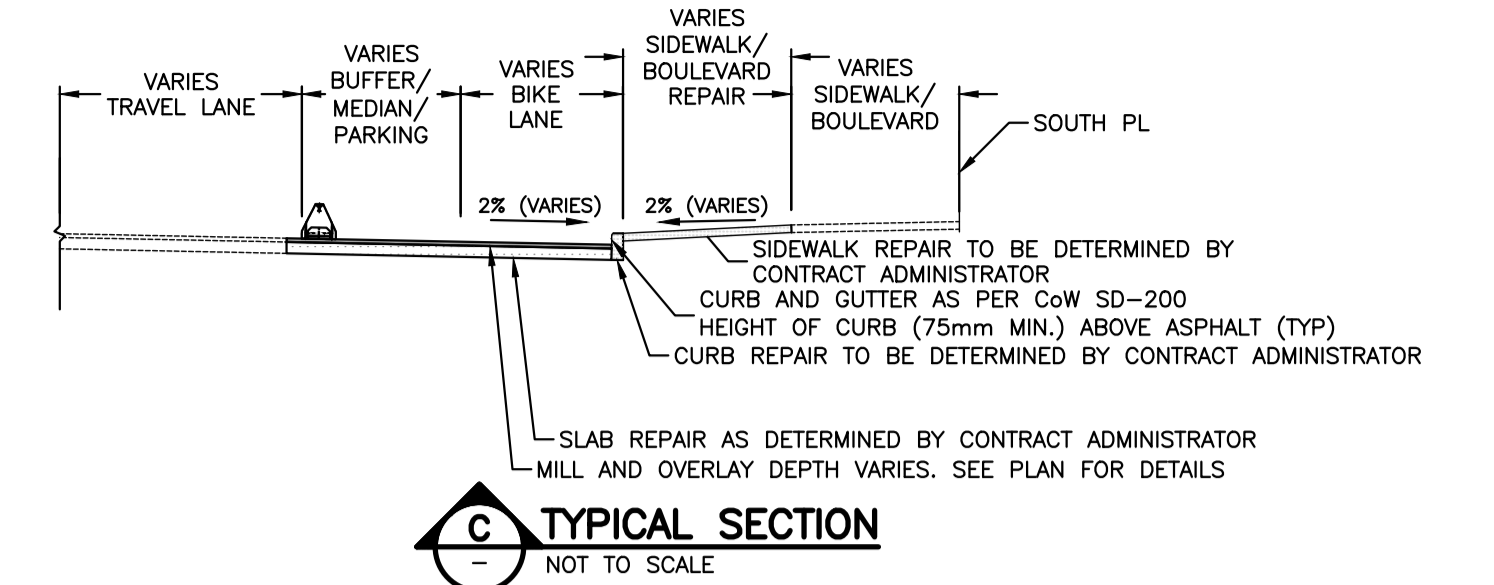 VARIES
TRAVEL LANE
VARIES
BUFFER/
MEDIAN/
PARKING
VARIES
BIKE
LANE
VARIES
SIDEWALK/
BOULEVARD
REPAIR
VARIES
SIDEWALK/
BOULEVARD
SOUTH PL
2% (VARIES)
2% (VARIES)
SIDEWALK REPAIR TO BE DETERMINED BY
CONTRACT ADMINISTRATOR
CURB AND GUTTER AS PER CoW SD-200
HEIGHT OF CURB (75mm MIN.) ABOVE ASPHALT (TYP)
CURB REPAIR TO BE DETERMINED BY CONTRACT ADMINISTRATOR
SLAB REPAIR AS DETERMINED BY CONTRACT ADMINISTRATOR
MILL AND OVERLAY DEPTH VARIES. SEE PLAN FOR DETAILS
C
-
TYPICAL SECTION
NOT TO SCALE